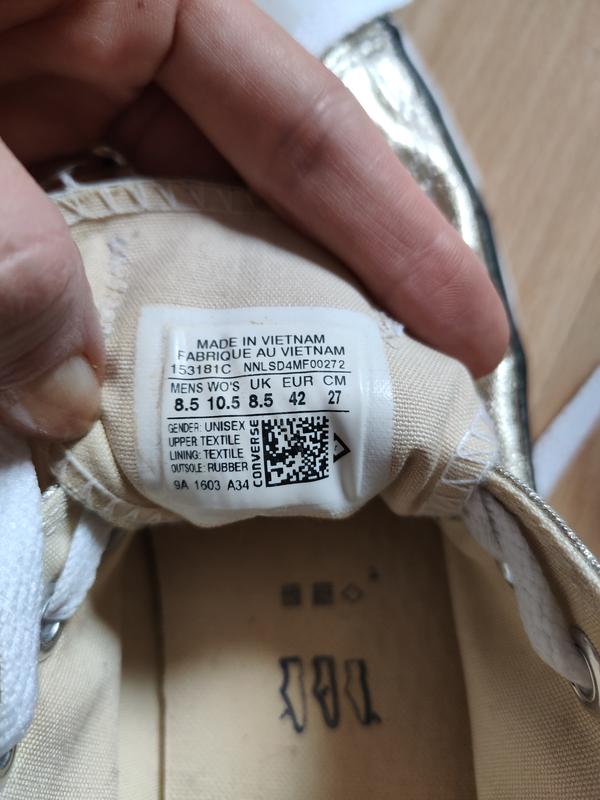 MADE IN VIETNAM
FABRIQUE AU VIETNAM
153181C NNLSD4MF00272
MENS WO'S UK EUR CM
8.5 10.5 8.5 42 27
GENDER: UNISEX
UPPER TEXTILE
LINING: TEXTILE
OUTSOLE: RUBBER
9A 1603 A34
CONVERSE